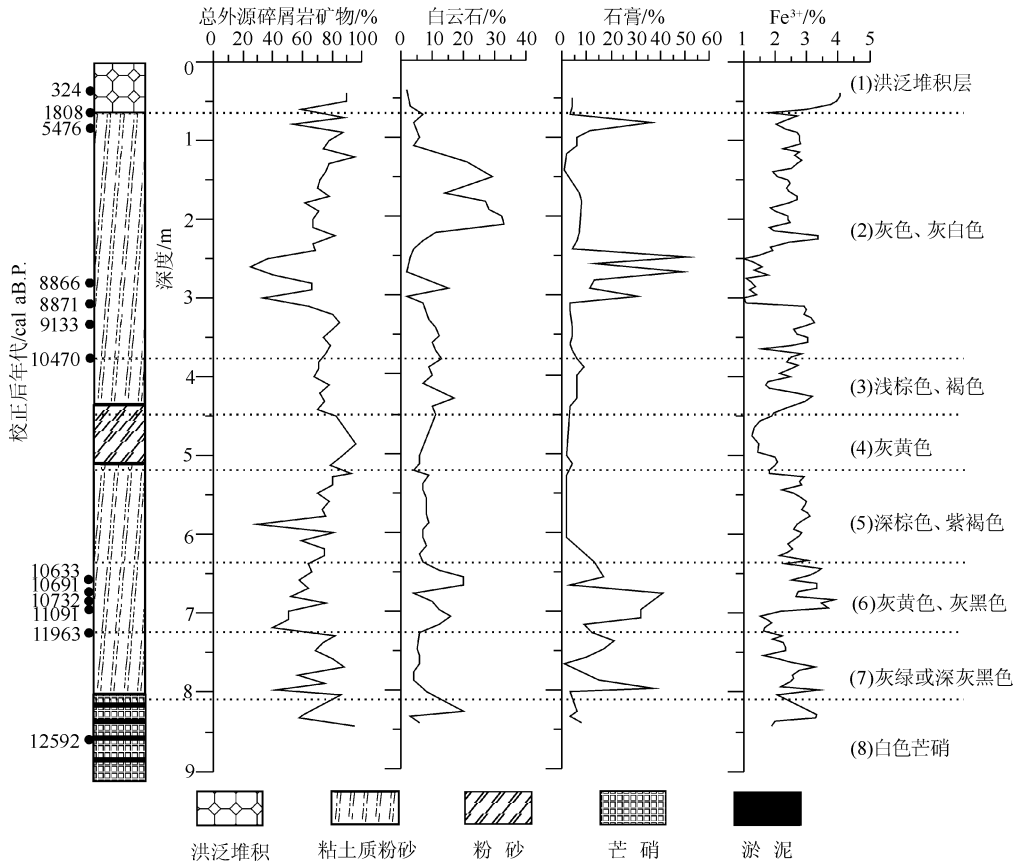 总外源碎屑岩矿物/% 白云石/% 石膏/% Fe³⁺/%
0 20 40 60 80 100 0 10 20 30 40 0 10 20 30 40 50 60 1 2 3 4 5
校正后年代/cal aB.P.
324
1808
5476
8866
8871
9133
10470
10633
10691
10732
11091
11963
12592
深度/m
0
1
2
3
4
5
6
7
8
9
(1)洪泛堆积层
(2)灰色、灰白色
(3)浅棕色、褐色
(4)灰黄色
(5)深棕色、紫褐色
(6)灰黄色、灰黑色
(7)灰绿或深灰黑色
(8)白色芒硝
洪泛堆积 粘土质粉砂 粉 砂 芒 硝 淤 泥